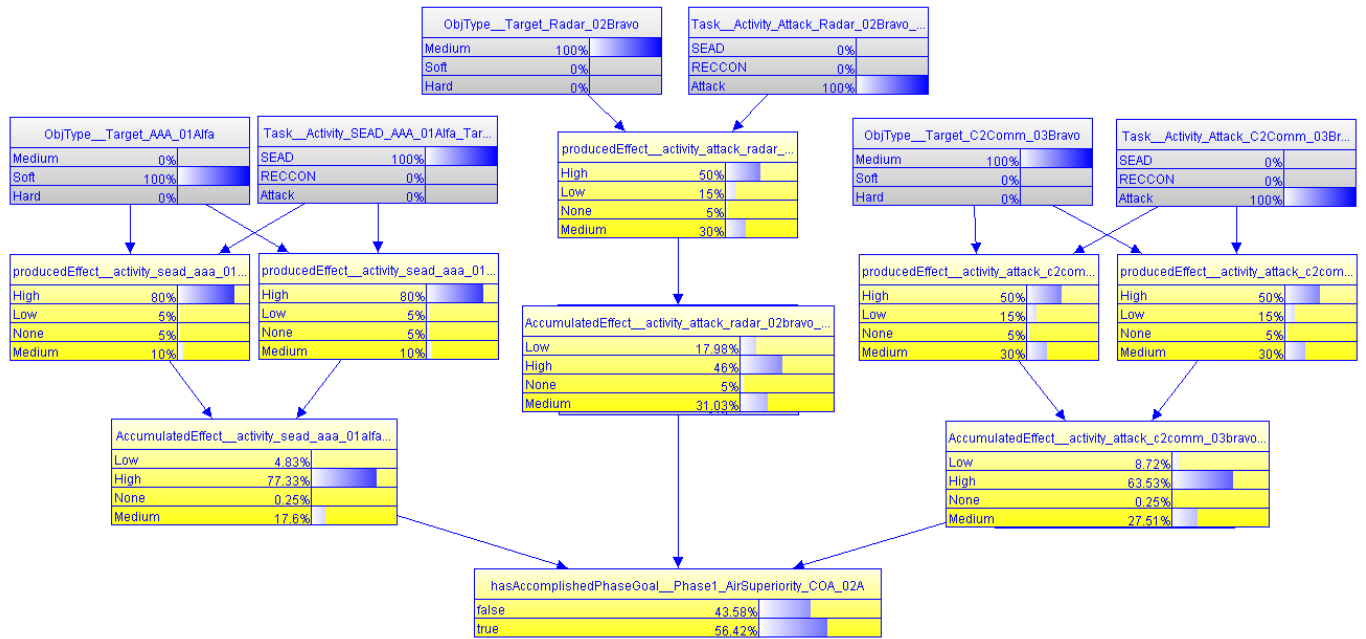 ObjType__Target_Radar_02Bravo
Medium 100%
Soft 0%
Hard 0%
Task__Activity_Attack_Radar_02Bravo_...
SEAD 0%
RECCON 0%
Attack 100%
ObjType__Target_AAA_01Alfa
Medium 0%
Soft 100%
Hard 0%
Task__Activity_SEAD_AAA_01Alfa_Tar...
SEAD 100%
RECCON 0%
Attack 0%
producedEffect__activity_attack_radar_...
High 50%
Low 15%
None 5%
Medium 30%
ObjType__Target_C2Comm_03Bravo
Medium 100%
Soft 0%
Hard 0%
Task__Activity_Attack_C2Comm_03Br...
SEAD 0%
RECCON 0%
Attack 100%
producedEffect__activity_sead_aaa_01...
High 80%
Low 5%
None 5%
Medium 10%
producedEffect__activity_sead_aaa_01...
High 80%
Low 5%
None 5%
Medium 10%
AccumulatedEffect__activity_attack_radar_02bravo_...
Low 17.98%
High 46%
None 5%
Medium 31.03%
producedEffect__activity_attack_c2com...
High 50%
Low 15%
None 5%
Medium 30%
producedEffect__activity_attack_c2com...
High 50%
Low 15%
None 5%
Medium 30%
AccumulatedEffect__activity_sead_aaa_01alfa...
Low 4.83%
High 77.33%
None 0.25%
Medium 17.6%
AccumulatedEffect__activity_attack_c2comm_03bravo...
Low 8.72%
High 63.53%
None 0.25%
Medium 27.51%
hasAccomplishedPhaseGoal__Phase1_AirSuperiority_COA_02A
false 43.58%
true 56.42%